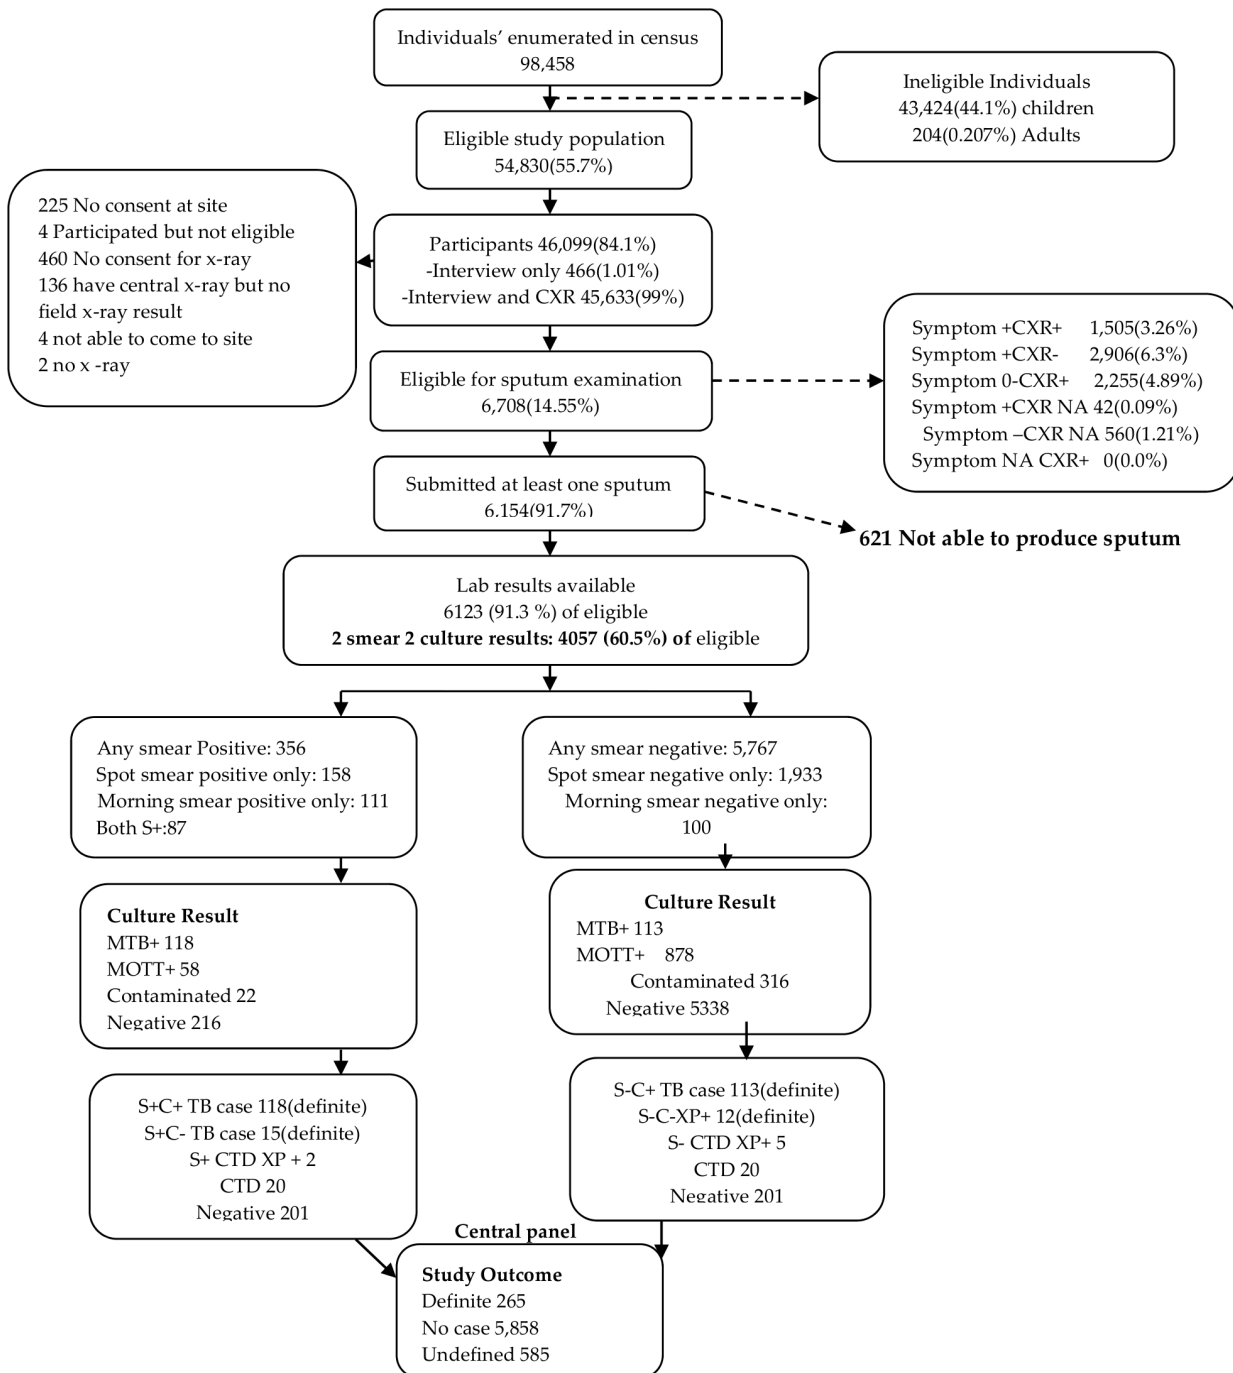 Individuals’ enumerated in census
98,458
Ineligible Individuals
43,424(44.1%) children
204(0.207%) Adults
Eligible study population
54,830(55.7%)
225 No consent at site
4 Participated but not eligible
460 No consent for x-ray
136 have central x-ray but no
field x-ray result
4 not able to come to site
2 no x -ray
Participants 46,099(84.1%)
-Interview only 466(1.01%)
-Interview and CXR 45,633(99%)
Symptom +CXR+ 1,505(3.26%)
Symptom +CXR- 2,906(6.3%)
Symptom 0-CXR+ 2,255(4.89%)
Symptom +CXR NA 42(0.09%)
Symptom –CXR NA 560(1.21%)
Symptom NA CXR+ 0(0.0%)
Eligible for sputum examination
6,708(14.55%)
Submitted at least one sputum
6,154(91.7%)
621 Not able to produce sputum
Lab results available
6123 (91.3 %) of eligible
2 smear 2 culture results: 4057 (60.5%) of eligible
Any smear Positive: 356
Spot smear positive only: 158
Morning smear positive only: 111
Both S+:87
Any smear negative: 5,767
Spot smear negative only: 1,933
Morning smear negative only:
100
Culture Result
MTB+ 118
MOTT+ 58
Contaminated 22
Negative 216
Culture Result
MTB+ 113
MOTT+ 878
Contaminated 316
Negative 5338
S+C+ TB case 118(definite)
S+C- TB case 15(definite)
S+ CTD XP + 2
CTD 20
Negative 201
S-C+ TB case 113(definite)
S-C-XP+ 12(definite)
S- CTD XP+ 5
CTD 20
Negative 201
Central panel
Study Outcome
Definite 265
No case 5,858
Undefined 585